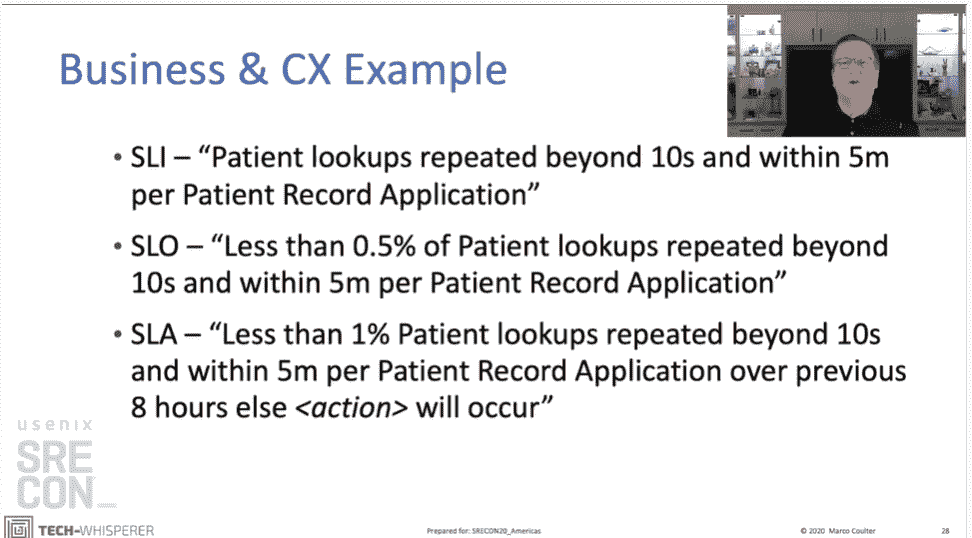 Business & CX Example
• SLI – “Patient lookups repeated beyond 10s and within 5m
per Patient Record Application”
• SLO – “Less than 0.5% of Patient lookups repeated beyond
10s and within 5m per Patient Record Application”
• SLA – “Less than 1% Patient lookups repeated beyond 10s
and within 5m per Patient Record Application over previous
8 hours else <action> will occur”
usenix
SRE
CON_
TECH-WHISPERER
Prepared for: SRECON20_Americas
© 2020 Marco Coulter
28